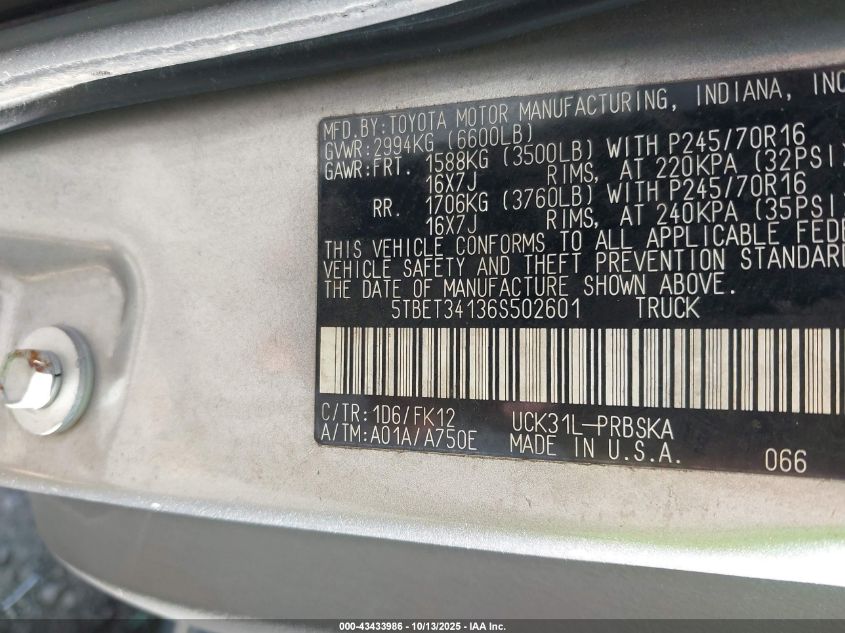 MFD.BY:TOYOTA MOTOR MANUFACTURING, INDIANA, INC
GVWR:2994KG (6600LB)
GAWR:FRT. 1588KG (3500LB) WITH P245/70R16
16X7J RIMS, AT 220KPA (32PSI)
RR. 1706KG (3760LB) WITH P245/70R16
16X7J RIMS, AT 240KPA (35PSI)
THIS VEHICLE CONFORMS TO ALL APPLICABLE FEDE
VEHICLE SAFETY AND THEFT PREVENTION STANDARD
THE DATE OF MANUFACTURE SHOWN ABOVE.
5TBET34136S502601 TRUCK
C/TR:1D6/FK12 UCK31L-PRBSKA
A/TM:A01A/A750E MADE IN U.S.A. 066
000-43433986 - 10/13/2025 - IAA Inc.